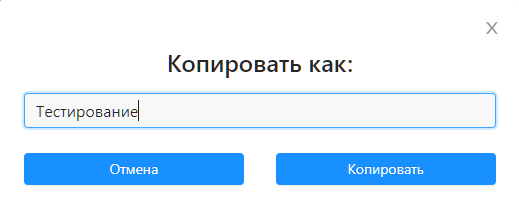 Копировать как:
Тестирование
Отмена
Копировать